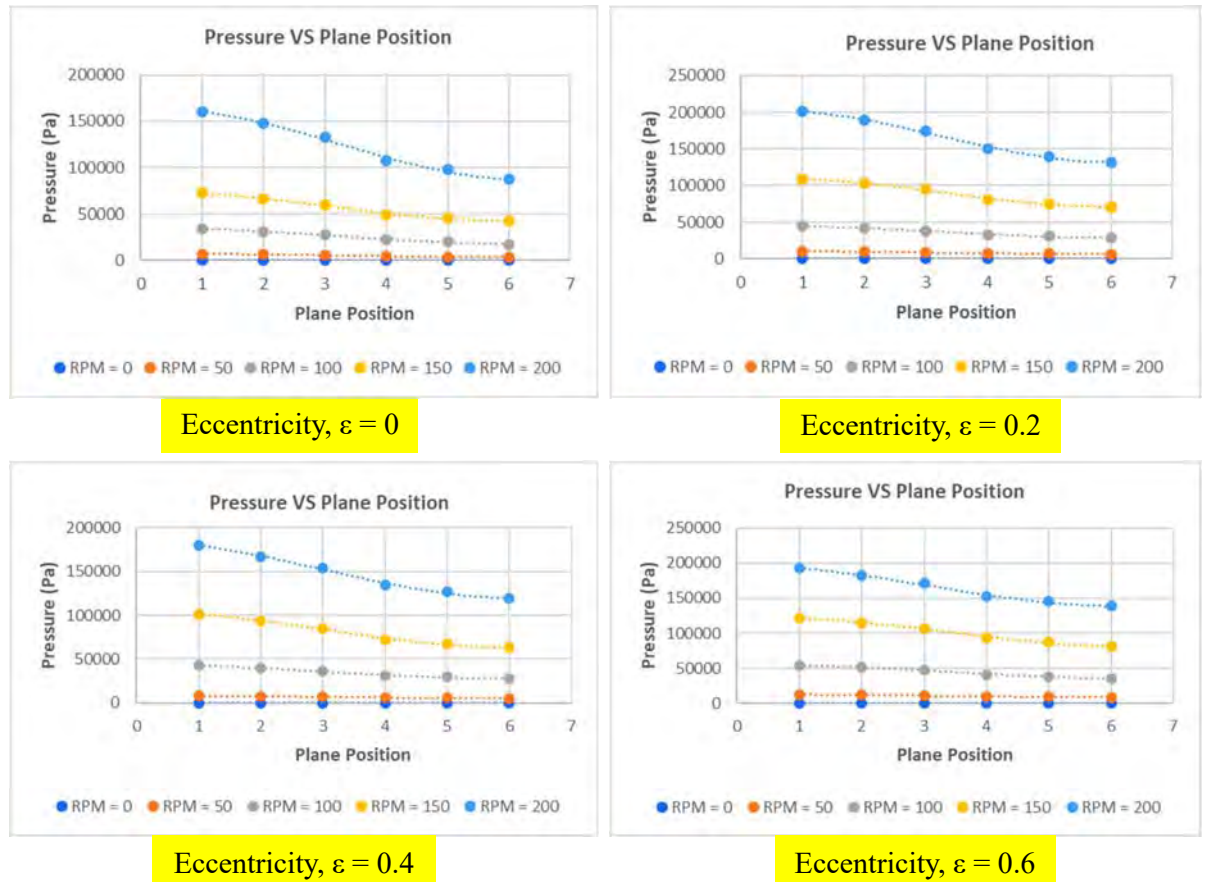 Pressure VS Plane Position
200000
150000
100000
50000
0
Pressure (Pa)
0 1 2 3 4 5 6 7
Plane Position
RPM = 0 RPM = 50 RPM = 100 RPM = 150 RPM = 200
Eccentricity, ε = 0
Pressure VS Plane Position
250000
200000
150000
100000
50000
0
Pressure (Pa)
0 1 2 3 4 5 6 7
Plane Position
RPM = 0 RPM = 50 RPM = 100 RPM = 150 RPM = 200
Eccentricity, ε = 0.2
Pressure VS Plane Position
200000
150000
100000
50000
0
Pressure (Pa)
0 1 2 3 4 5 6 7
Plane Position
RPM = 0 RPM = 50 RPM = 100 RPM = 150 RPM = 200
Eccentricity, ε = 0.4
Pressure VS Plane Position
250000
200000
150000
100000
50000
0
Pressure (Pa)
0 1 2 3 4 5 6 7
Plane Position
RPM = 0 RPM = 50 RPM = 100 RPM = 150 RPM = 200
Eccentricity, ε = 0.6